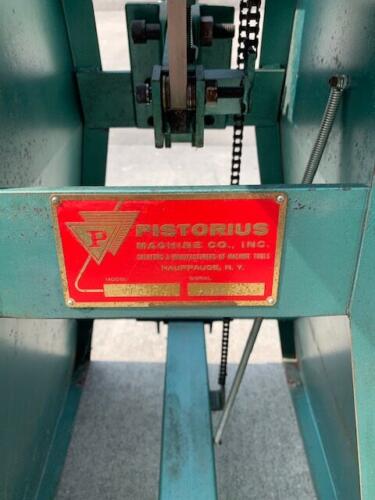 P
PISTORIUS
MACHINE CO., INC.
CREATORS & MANUFACTURERS OF MACHINE TOOLS
HAUPPAUGE, N. Y.
MODEL SERIAL